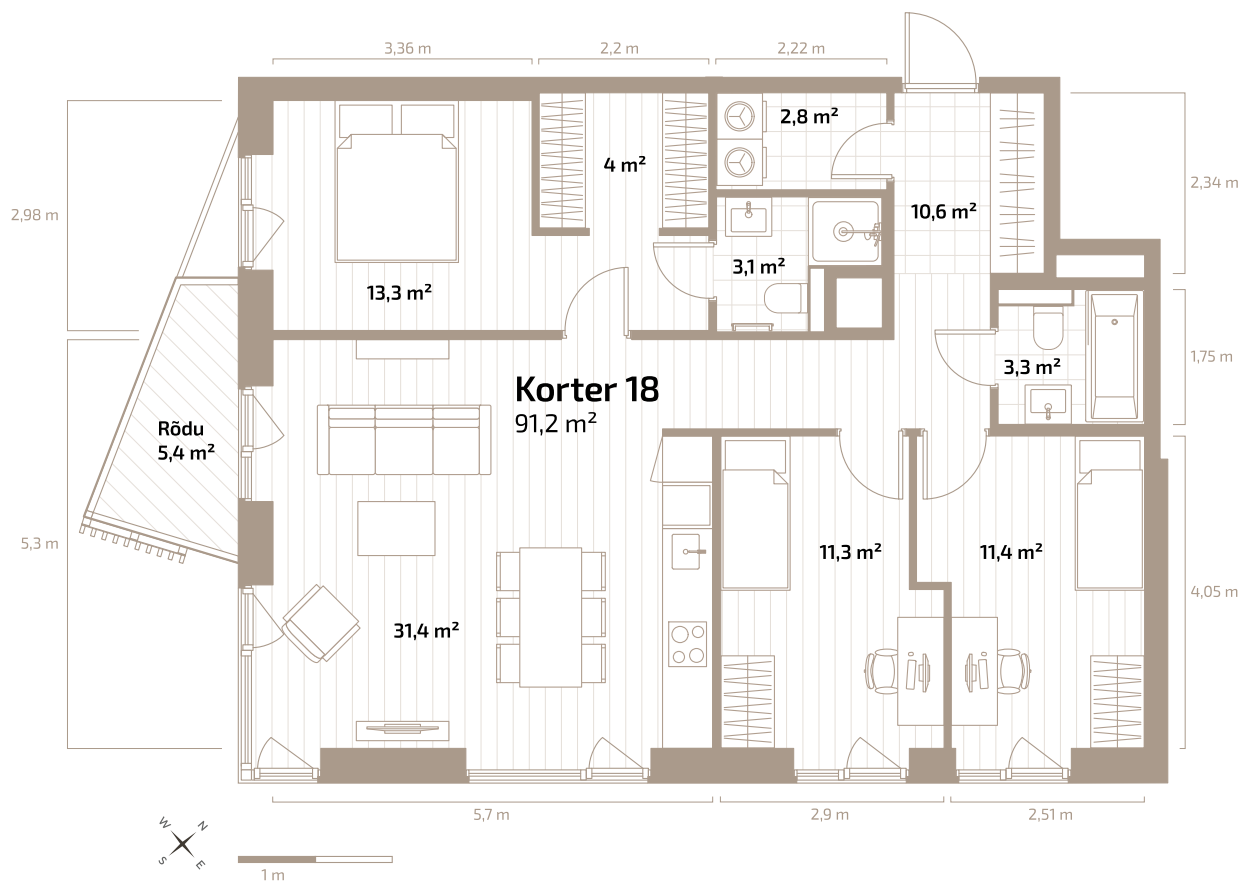 3,36 m
2,2 m
2,22 m
2,8 m²
4 m²
2,34 m
2,98 m
10,6 m²
3,1 m²
13,3 m²
1,75 m
3,3 m²
Korter 18
91,2 m²
Rõdu
5,4 m²
5,3 m
11,3 m²
11,4 m²
4,05 m
31,4 m²
5,7 m
2,9 m
2,51 m
W
N
S
E
1 m